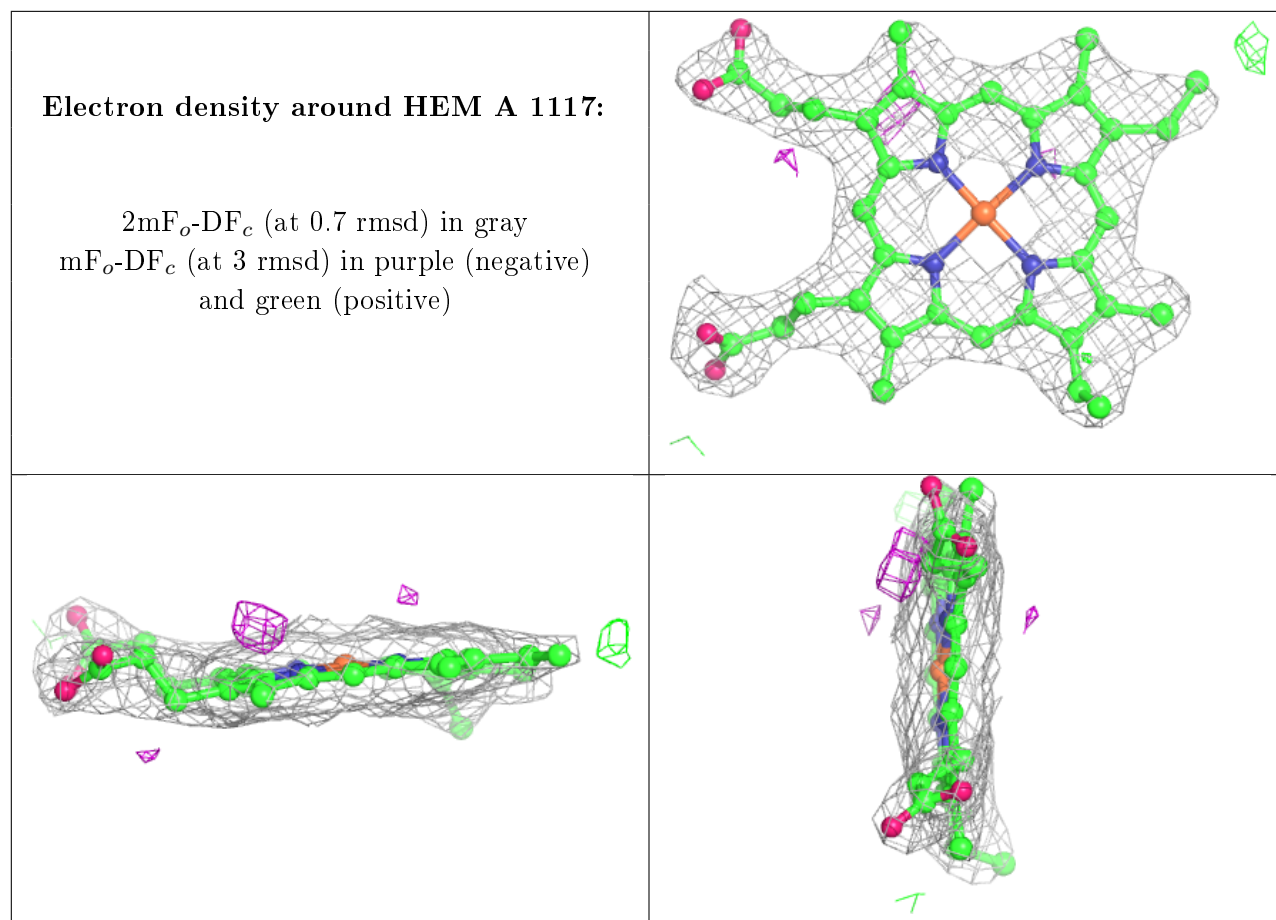 Electron density around HEM A 1117:
2mFo-DFc (at 0.7 rmsd) in gray
mFo-DFc (at 3 rmsd) in purple (negative)
and green (positive)